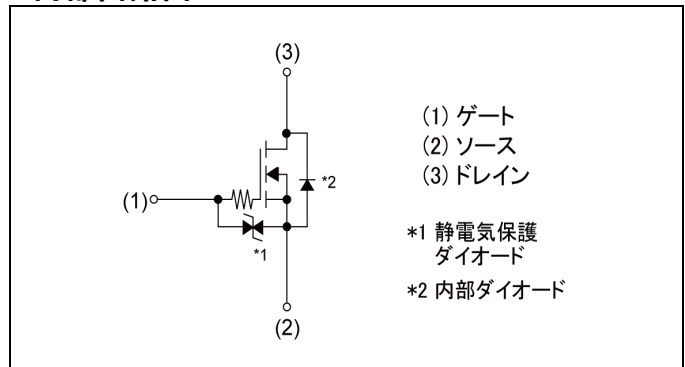 (3)
(1)
*2
*1
(2)
(1) ゲート
(2) ソース
(3) ドレイン
*1 静電気保護
ダイオード
*2 内部ダイオード